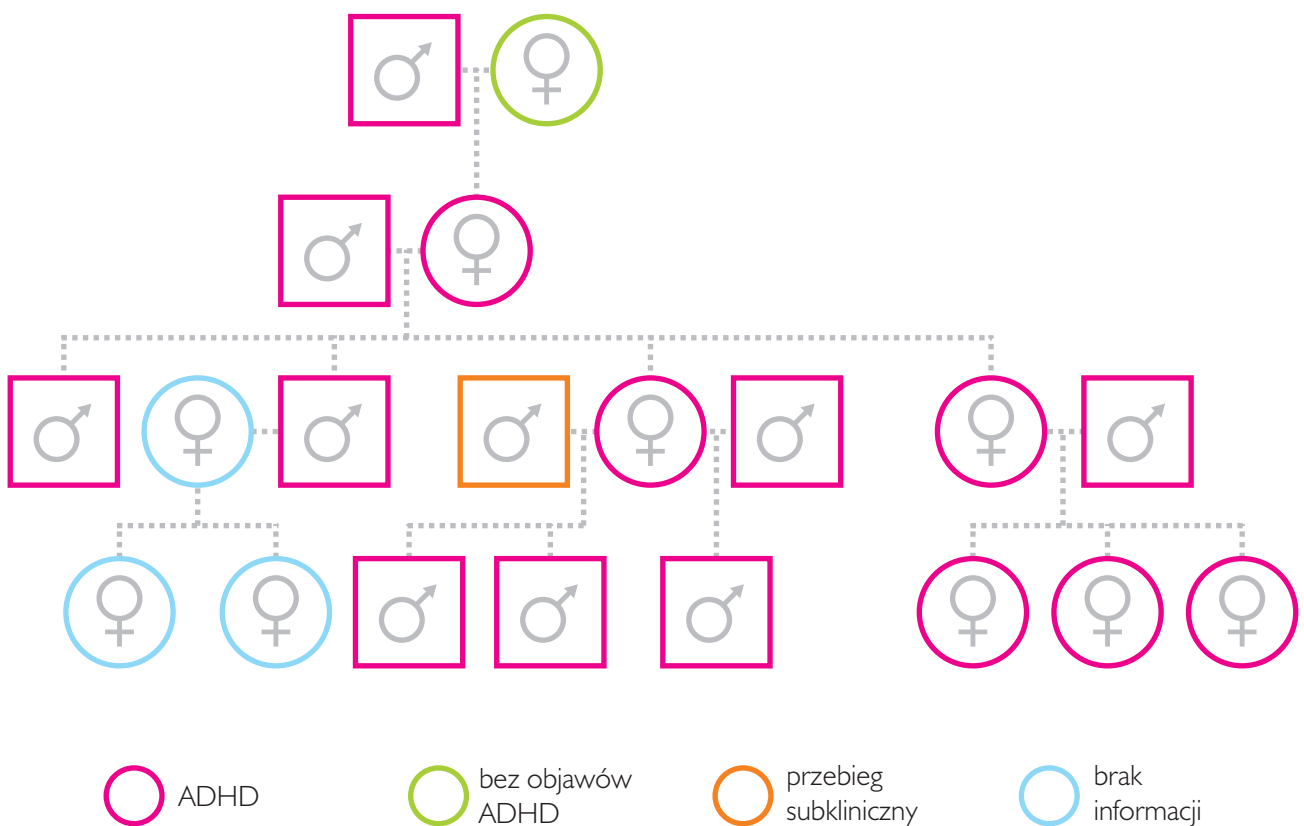 ADHD
bez objawów
ADHD
przebieg
subkliniczny
brak
informacji